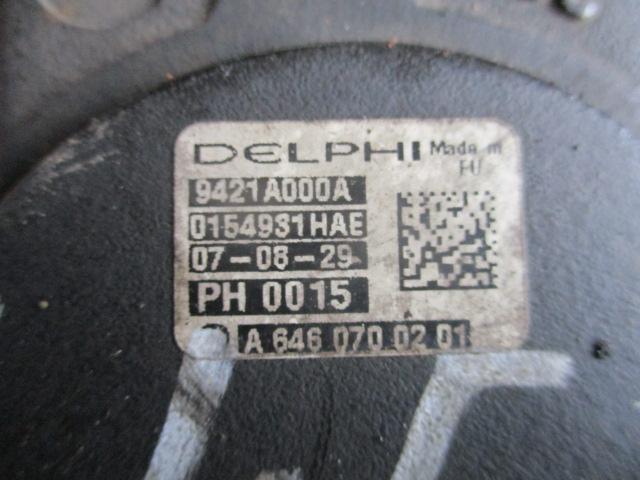 DELPHI Made in
EU
9421A000A
0154931HAE
07-08-29
PH 0015
A 646 070 02 01